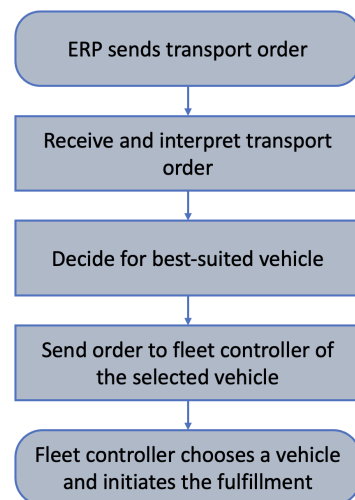 ERP sends transport order
Receive and interpret transport
order
Decide for best-suited vehicle
Send order to fleet controller of
the selected vehicle
Fleet controller chooses a vehicle
and initiates the fulfillment